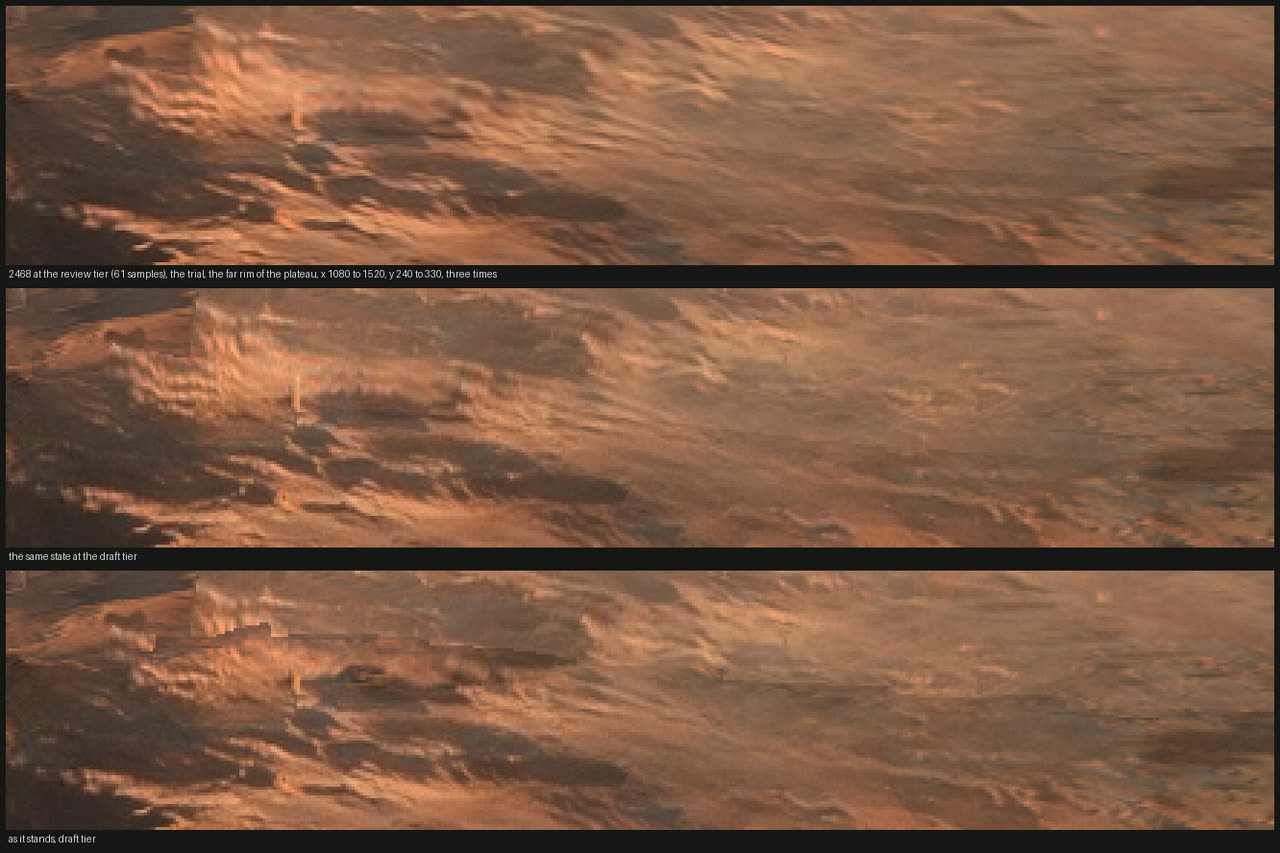 2468 at the review tier (61 samples), the trial, the far rim of the plateau, x 1080 to 1520, y 240 to 330, three times
the same state at the draft tier
as it stands, draft tier